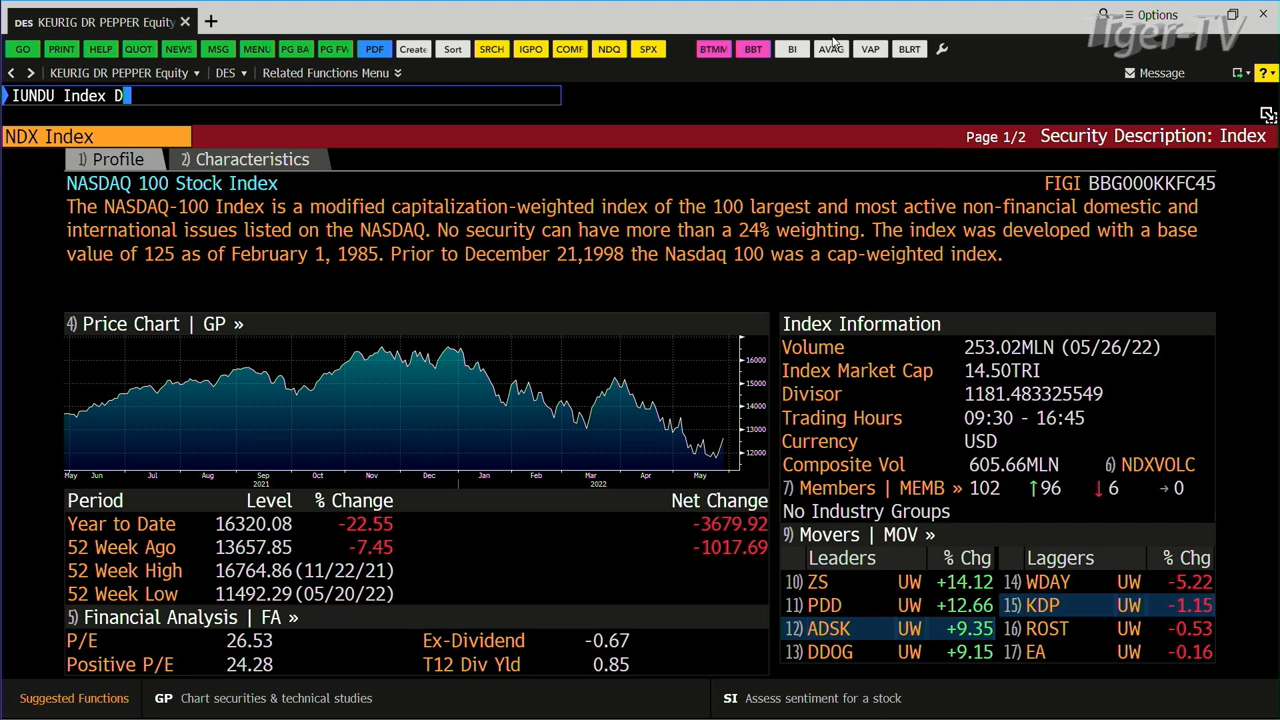 DES KEURIG DR PEPPER Equity × +
Options
Tiger-TV
GO PRINT HELP QUOT NEWS MSG MENU PG BA PG FW PDF Create Sort SRCH IGPO COMF NDQ SPX BTMM BBT BI AVAG VAP BLRT
< > KEURIG DR PEPPER Equity DES Related Functions Menu Message ?
IUNDU Index D
NDX Index Page 1/2 Security Description: Index
1) Profile 2) Characteristics
NASDAQ 100 Stock Index FIGI BBG000KKFC45
The NASDAQ-100 Index is a modified capitalization-weighted index of the 100 largest and most active non-financial domestic and
international issues listed on the NASDAQ. No security can have more than a 24% weighting. The index was developed with a base
value of 125 as of February 1, 1985. Prior to December 21,1998 the Nasdaq 100 was a cap-weighted index.
4) Price Chart | GP »
16000
15000
14000
13000
12000
May Jun Jul Aug Sep Oct Nov Dec Jan Feb Mar Apr May
2021 2022
Period Level % Change Net Change
Year to Date 16320.08 -22.55 -3679.92
52 Week Ago 13657.85 -7.45 -1017.69
52 Week High 16764.86 (11/22/21)
52 Week Low 11492.29 (05/20/22)
5) Financial Analysis | FA »
P/E 26.53 Ex-Dividend -0.67
Positive P/E 24.28 T12 Div Yld 0.85
Index Information
Volume 253.02MLN (05/26/22)
Index Market Cap 14.50TRI
Divisor 1181.483325549
Trading Hours 09:30 - 16:45
Currency USD
Composite Vol 605.66MLN 6) NDXVOLC
7) Members | MEMB » 102 ↑96 ↓6 →0
No Industry Groups
9) Movers | MOV »
Leaders % Chg Laggers % Chg
10) ZS UW +14.12 14) WDAY UW -5.22
11) PDD UW +12.66 15) KDP UW -1.15
12) ADSK UW +9.35 16) ROST UW -0.53
13) DDOG UW +9.15 17) EA UW -0.16
Suggested Functions GP Chart securities & technical studies SI Assess sentiment for a stock